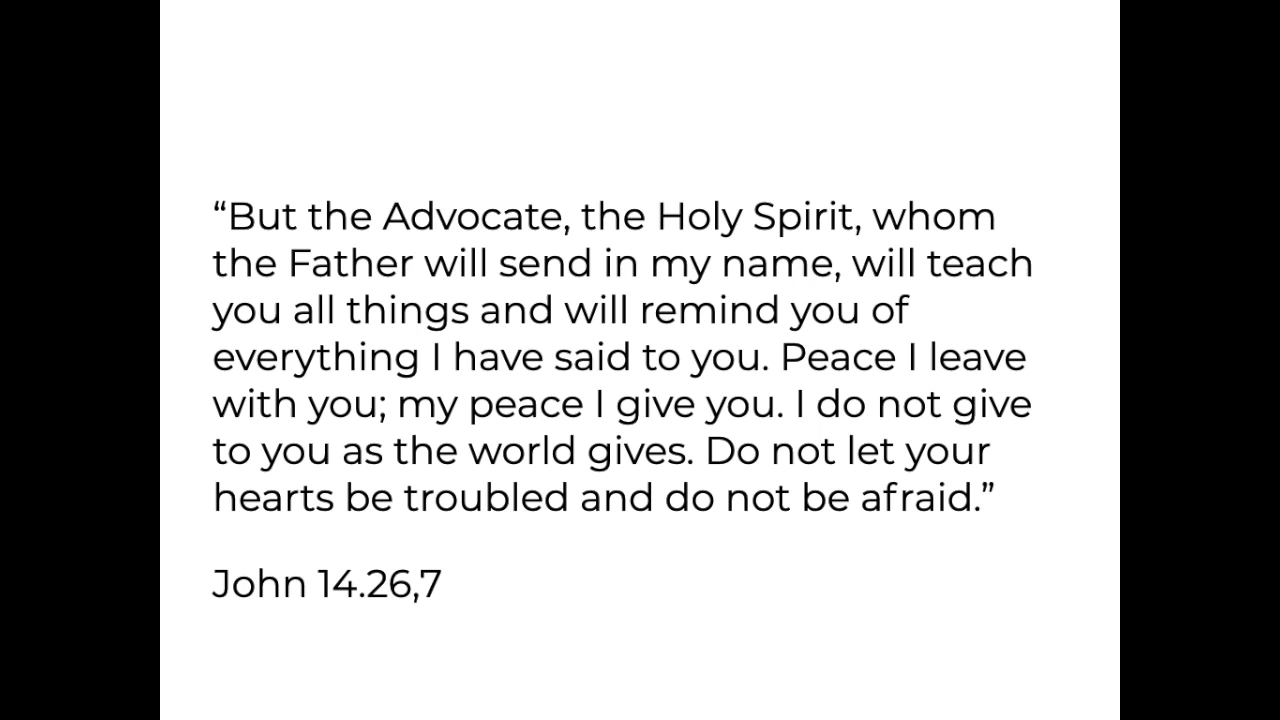 “But the Advocate, the Holy Spirit, whom
the Father will send in my name, will teach
you all things and will remind you of
everything I have said to you. Peace I leave
with you; my peace I give you. I do not give
to you as the world gives. Do not let your
hearts be troubled and do not be afraid.”
John 14.26,7